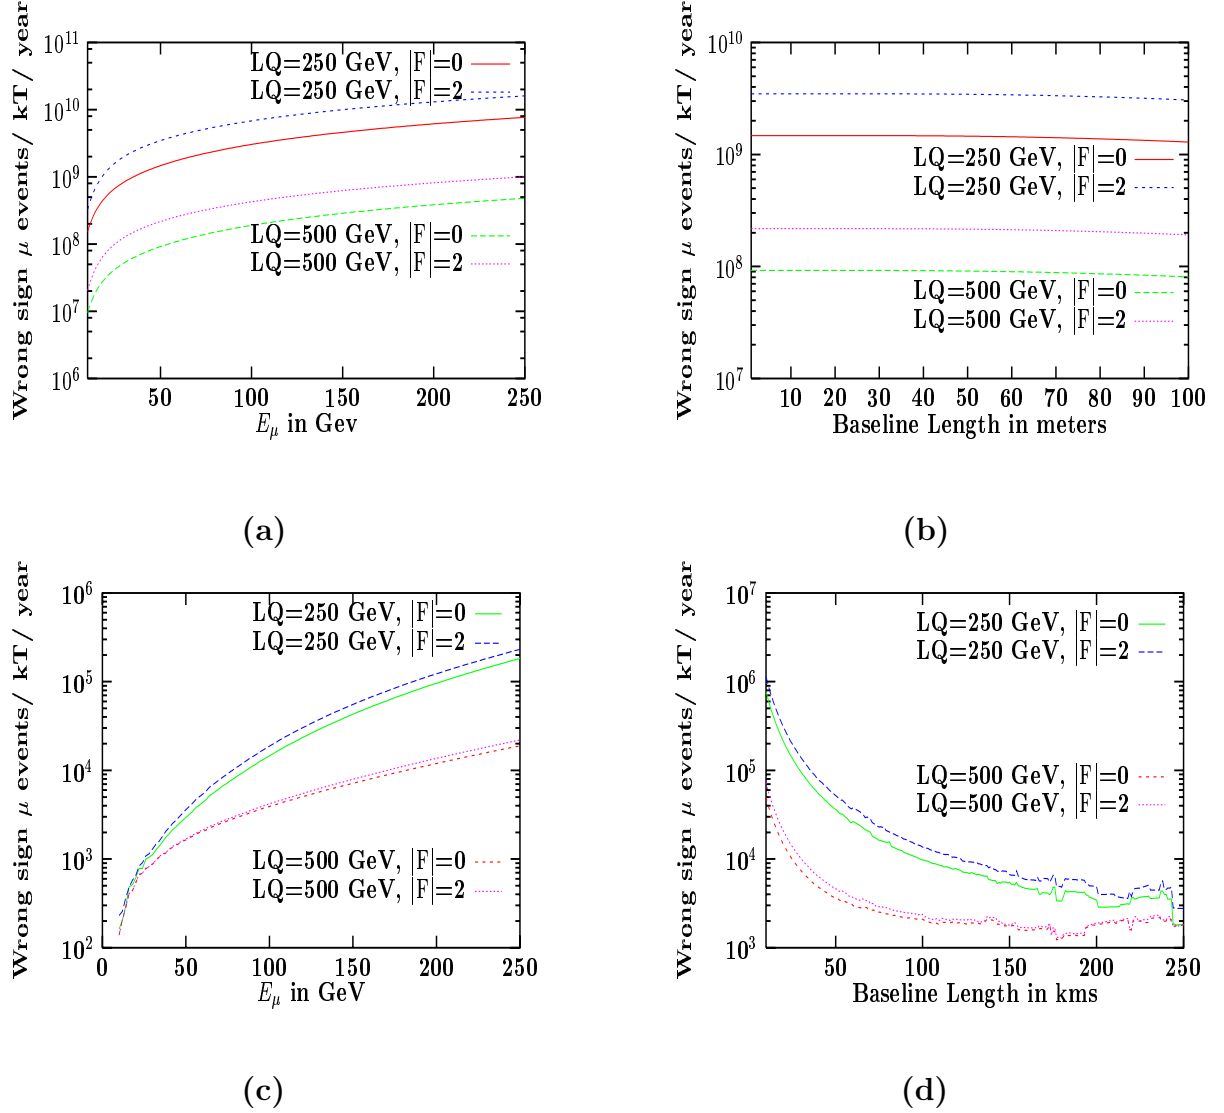 Wrong sign μ events/ kT/ year
10^11
10^10
10^9
10^8
10^7
10^6
LQ=250 GeV, |F|=0
LQ=250 GeV, |F|=2
LQ=500 GeV, |F|=0
LQ=500 GeV, |F|=2
50 100 150 200 250
E_μ in Gev
(a)
Wrong sign μ events/ kT/ year
10^10
10^9
10^8
10^7
LQ=250 GeV, |F|=0
LQ=250 GeV, |F|=2
LQ=500 GeV, |F|=0
LQ=500 GeV, |F|=2
10 20 30 40 50 60 70 80 90 100
Baseline Length in meters
(b)
Wrong sign μ events/ kT/ year
10^6
10^5
10^4
10^3
10^2
LQ=250 GeV, |F|=0
LQ=250 GeV, |F|=2
LQ=500 GeV, |F|=0
LQ=500 GeV, |F|=2
0 50 100 150 200 250
E_μ in GeV
(c)
Wrong sign μ events/ kT/ year
10^7
10^6
10^5
10^4
10^3
LQ=250 GeV, |F|=0
LQ=250 GeV, |F|=2
LQ=500 GeV, |F|=0
LQ=500 GeV, |F|=2
50 100 150 200 250
Baseline Length in kms
(d)